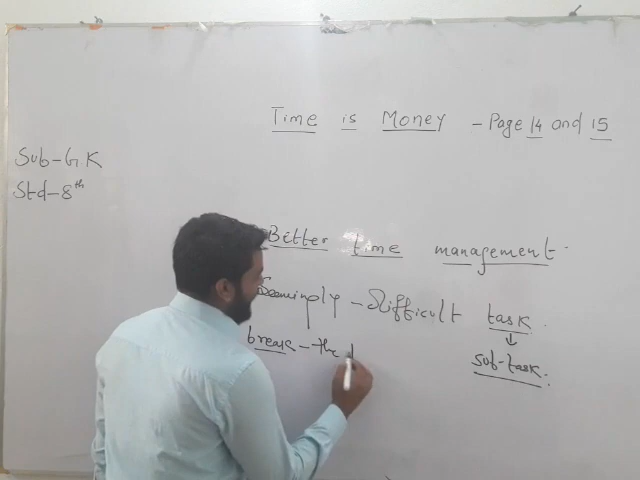 Time is Money - Page 14 and 15
Sub-G.K
Std-8th
Better time management.
Seemingly - Difficult task.
↓
sub-task.
break - the